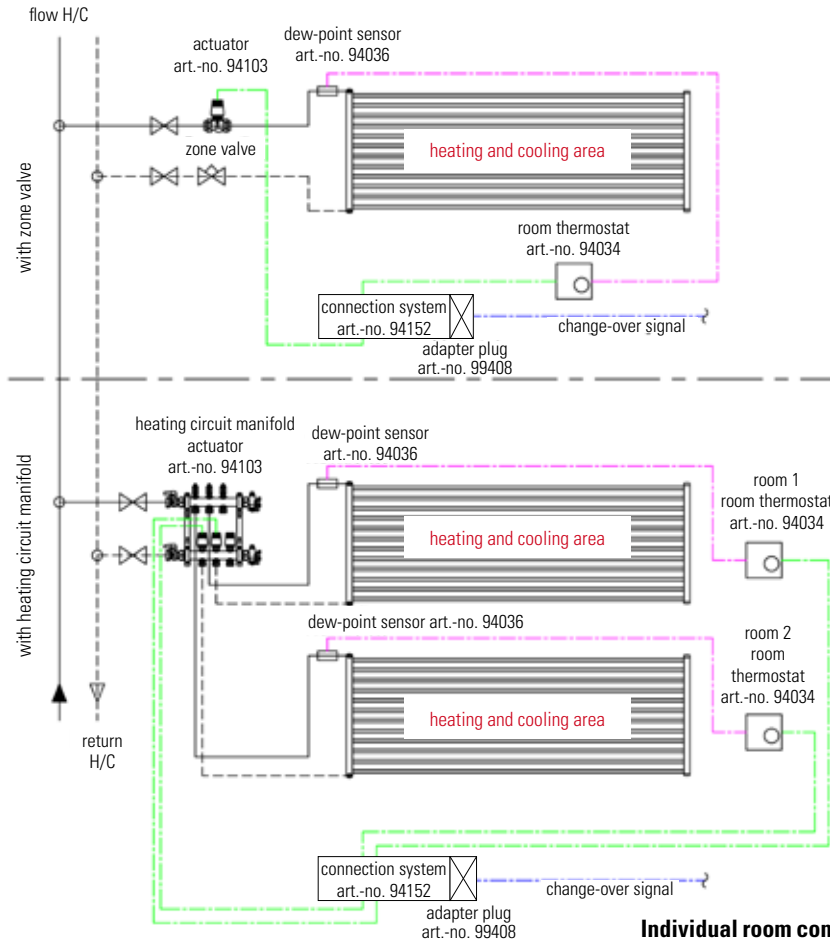 flow H/C
actuator
art.-no. 94103
dew-point sensor
art.-no. 94036
zone valve
heating and cooling area
with zone valve
room thermostat
art.-no. 94034
connection system
art.-no. 94152
change-over signal
adapter plug
art.-no. 99408
heating circuit manifold
actuator
art.-no. 94103
dew-point sensor
art.-no. 94036
room 1
room thermostat
art.-no. 94034
heating and cooling area
with heating circuit manifold
dew-point sensor art.-no. 94036
room 2
room
thermostat
art.-no. 94034
heating and cooling area
return
H/C
connection system
art.-no. 94152
change-over signal
adapter plug
art.-no. 99408
Individual room con